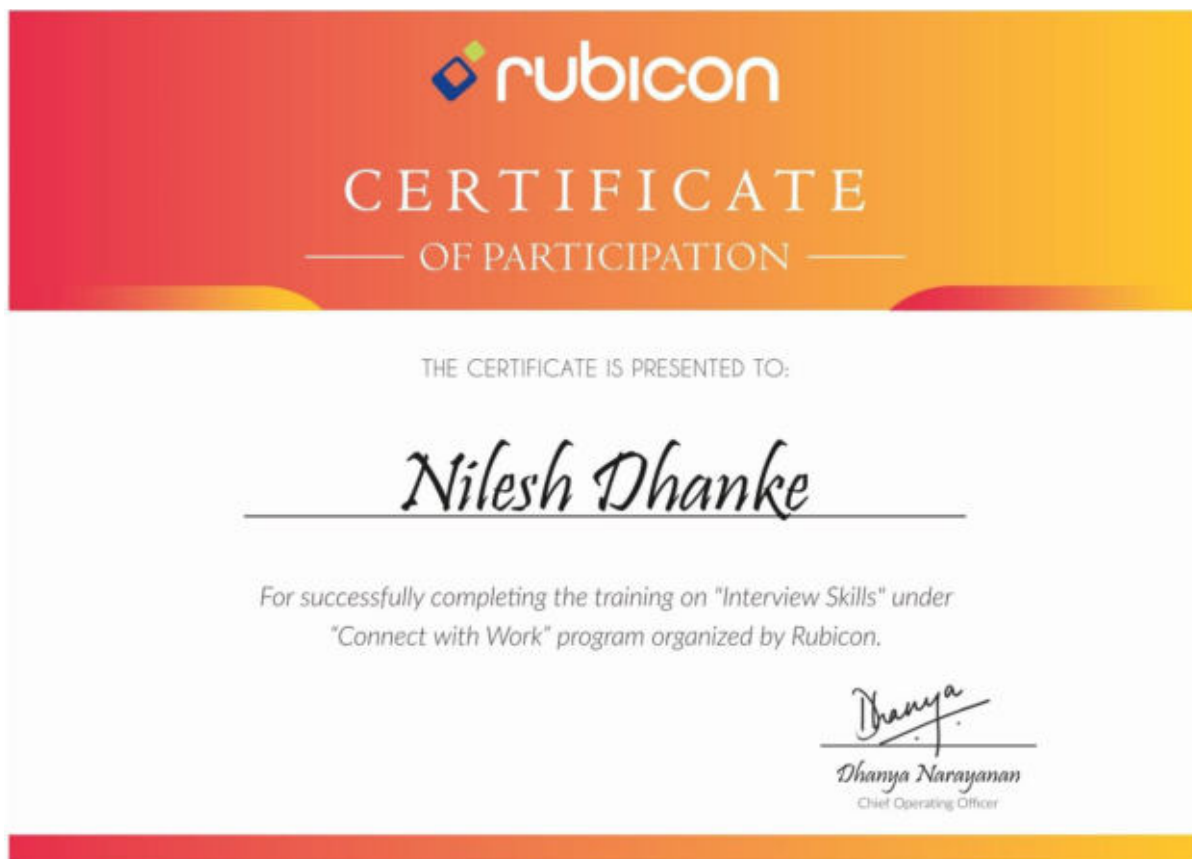 rubicon
CERTIFICATE
OF PARTICIPATION
THE CERTIFICATE IS PRESENTED TO:
Nilesh Dhanke
For successfully completing the training on "Interview Skills" under
"Connect with Work" program organized by Rubicon.
Dhanya
Dhanya Narayanan
Chief Operating Officer